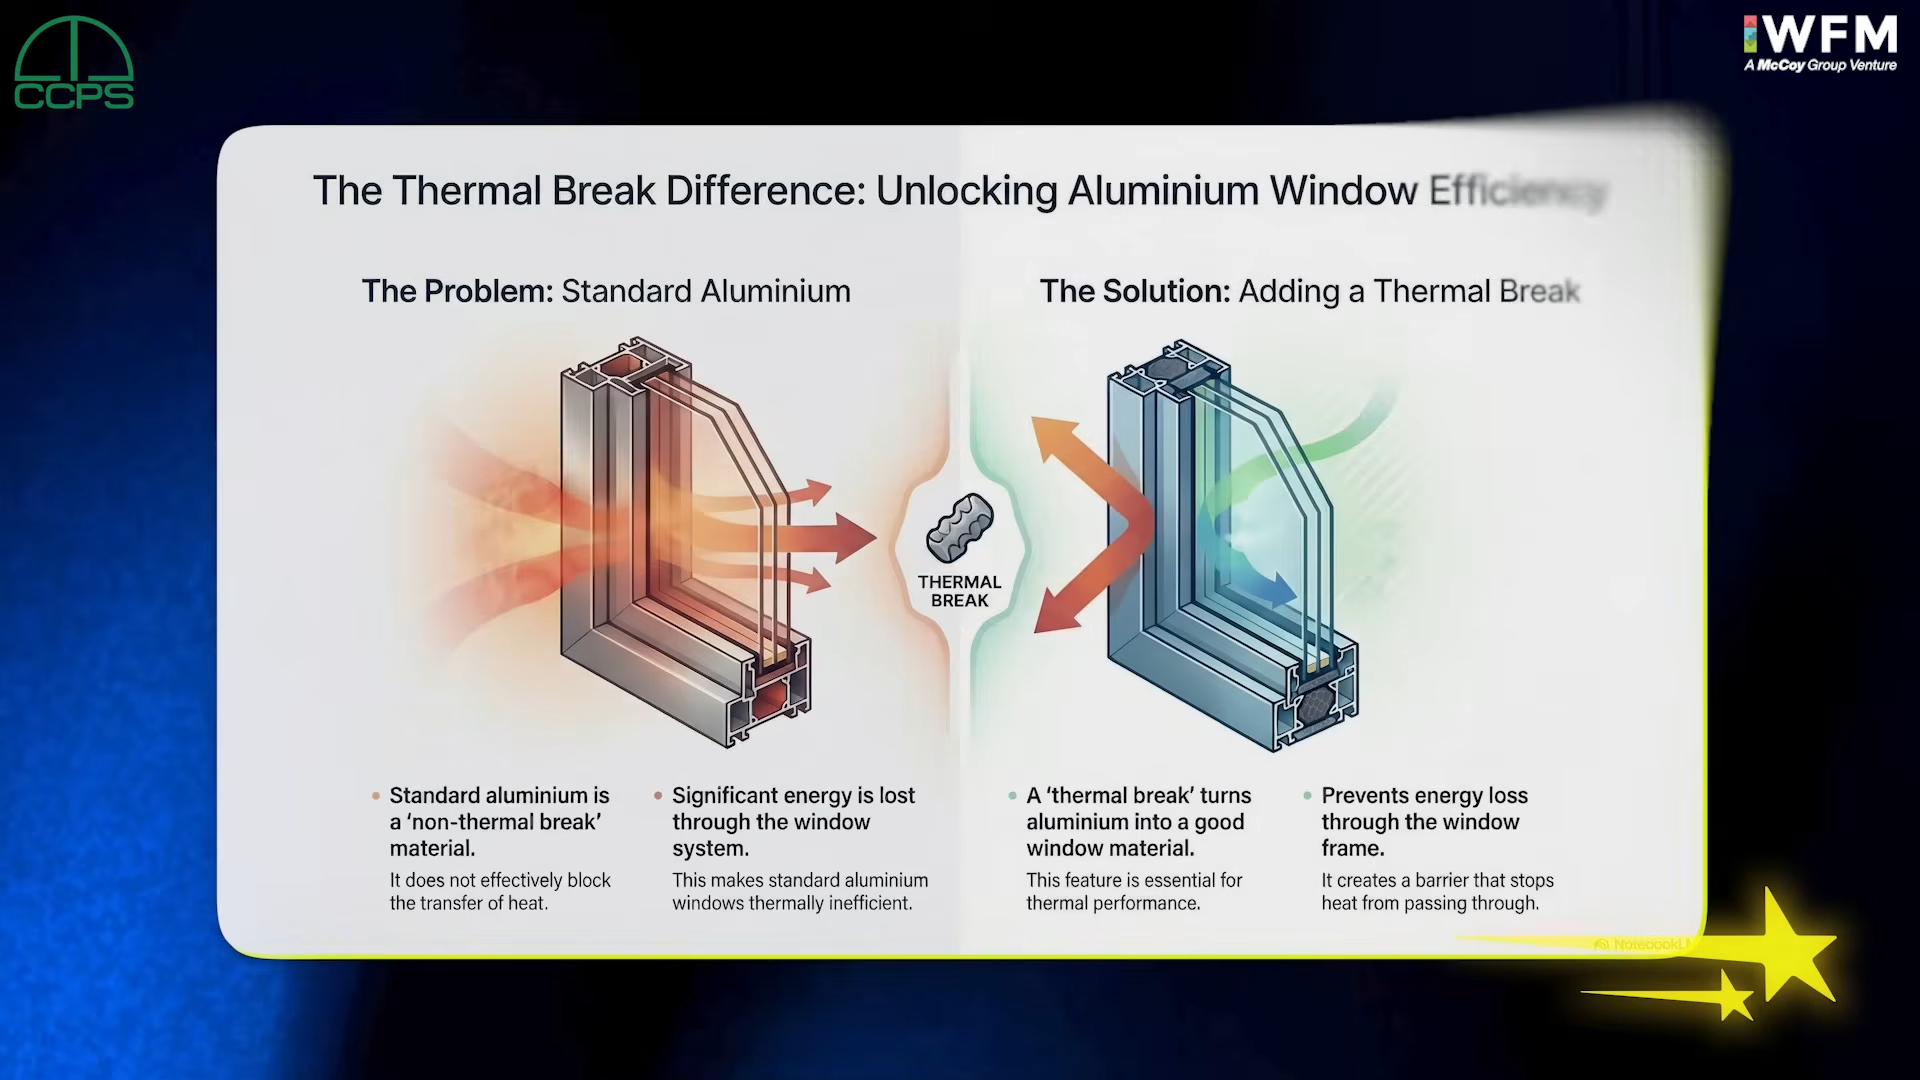 CCPS
WFM
A McCoy Group Venture
The Thermal Break Difference: Unlocking Aluminium Window Efficiency
The Problem: Standard Aluminium
The Solution: Adding a Thermal Break
THERMAL
BREAK
Standard aluminium is
a ‘non-thermal break’
material.
It does not effectively block
the transfer of heat.
Significant energy is lost
through the window
system.
This makes standard aluminium
windows thermally inefficient.
A ‘thermal break’ turns
aluminium into a good
window material.
This feature is essential for
thermal performance.
Prevents energy loss
through the window
frame.
It creates a barrier that stops
heat from passing through.